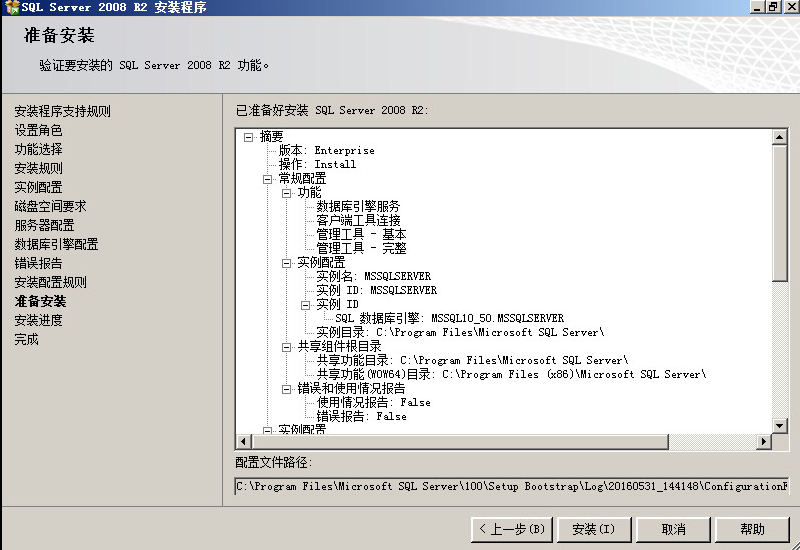 SQL Server 2008 R2 安装程序
准备安装
验证要安装的 SQL Server 2008 R2 功能。
安装程序支持规则
设置角色
功能选择
安装规则
实例配置
磁盘空间要求
服务器配置
数据库引擎配置
错误报告
安装配置规则
准备安装
安装进度
完成
已准备好安装 SQL Server 2008 R2:
摘要
版本: Enterprise
操作: Install
常规配置
功能
数据库引擎服务
客户端工具连接
管理工具 - 基本
管理工具 - 完整
实例配置
实例名: MSSQLSERVER
实例 ID: MSSQLSERVER
实例 ID
SQL 数据库引擎: MSSQL10_50.MSSQLSERVER
实例目录: C:\Program Files\Microsoft SQL Server\
共享组件根目录
共享功能目录: C:\Program Files\Microsoft SQL Server\
共享功能(WOW64)目录: C:\Program Files (x86)\Microsoft SQL Server\
错误和使用情况报告
使用情况报告: False
错误报告: False
实例配置
配置文件路径:
C:\Program Files\Microsoft SQL Server\100\Setup Bootstrap\Log\20160531_144148\ConfigurationF
< 上一步(B) 安装(I) 取消 帮助